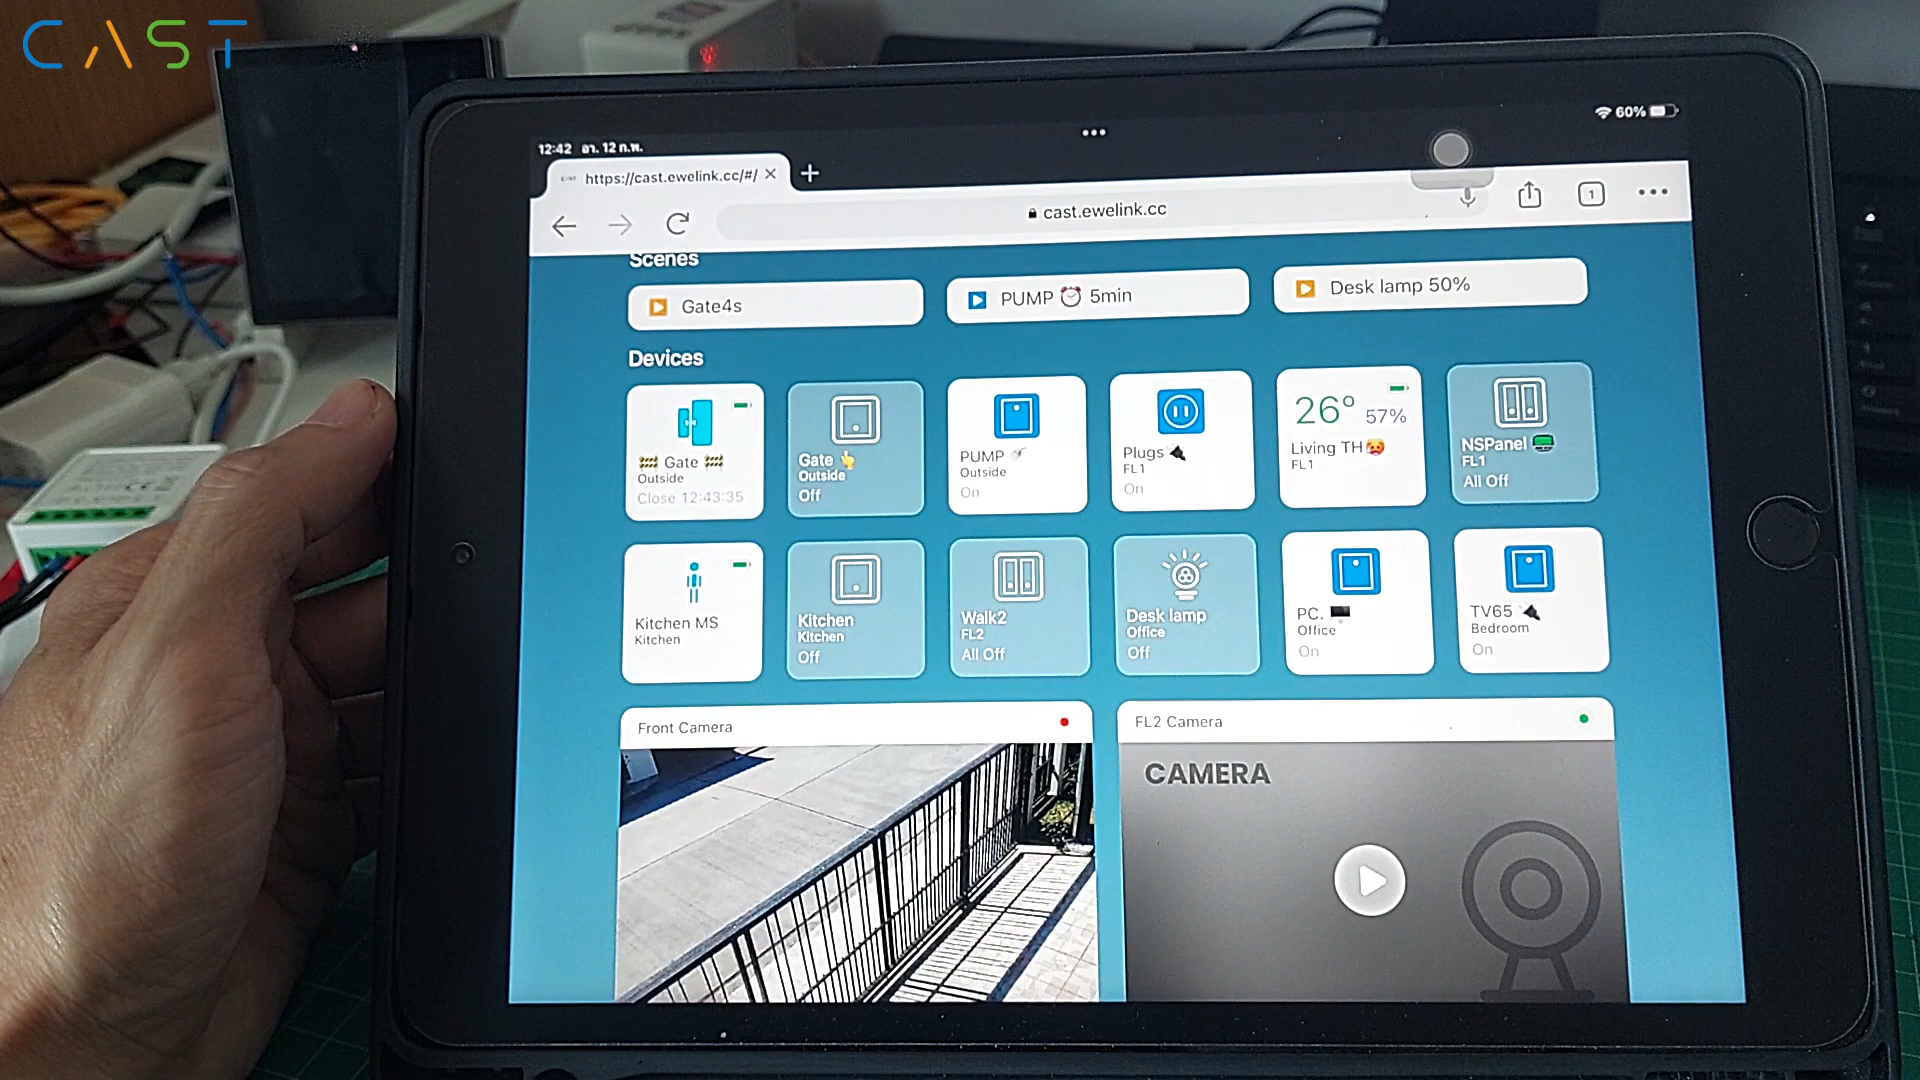 CAST
12:42 อา. 12 ก.พ.
60%
https://cast.ewelink.cc/#/
cast.ewelink.cc
1
Scenes
Gate4s
PUMP ⏰ 5min
Desk lamp 50%
Devices
🚧 Gate 🚧
Outside
Close 12:43:35
Gate 👆
Outside
Off
PUMP 🚿
Outside
On
Plugs 🔌
FL1
On
26° 57%
Living TH🥵
FL1
NSPanel 📟
FL1
All Off
Kitchen MS
Kitchen
Kitchen
Kitchen
Off
Walk2
FL2
All Off
Desk lamp
Office
Off
PC. 🖥️
Office
On
TV65 🔌
Bedroom
On
Front Camera
FL2 Camera
CAMERA